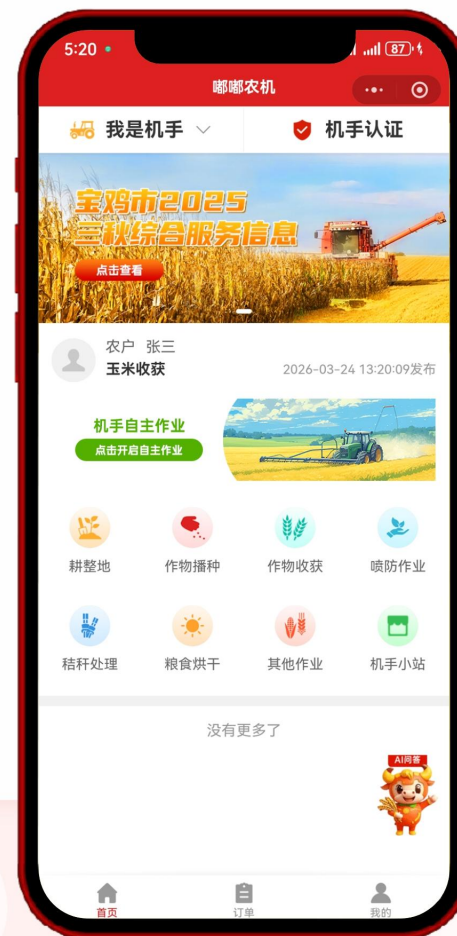 5:20
87
嘟嘟农机
我是机手
机手认证
宝鸡市2025
三秋综合服务信息
点击查看
农户 张三
玉米收获
2026-03-24 13:20:09发布
机手自主作业
点击开启自主作业
耕整地
作物播种
作物收获
喷防作业
秸秆处理
粮食烘干
其他作业
机手小站
没有更多了
AI问答
首页
订单
我的